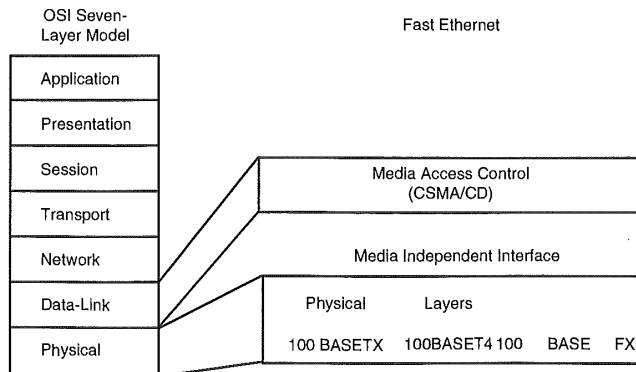 OSI Seven-
Layer Model
Fast Ethernet
Application
Presentation
Session
Transport
Network
Data-Link
Physical
Media Access Control
(CSMA/CD)
Media Independent Interface
Physical Layers
100 BASETX 100BASET4 100 BASE FX